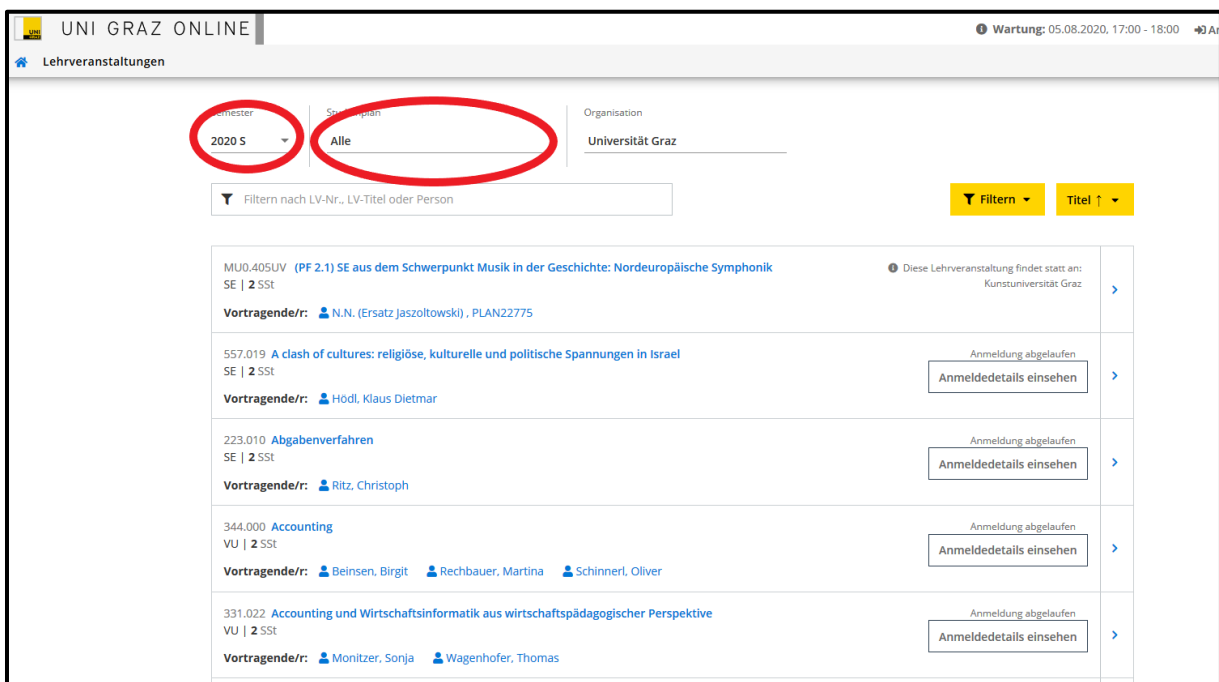 UNI
GRAZ
UNI GRAZ ONLINE
Wartung: 05.08.2020, 17:00 - 18:00
Lehrveranstaltungen
Organisation
2020 S
Alle
Universität Graz
Filtern nach LV-Nr., LV-Titel oder Person
Filtern
Titel ↑
MU0.405UV (PF 2.1) SE aus dem Schwerpunkt Musik in der Geschichte: Nordeuropäische Symphonik
SE | 2 SSt
Vortragende/r: N.N. (Ersatz Jaszoltowski) , PLAN22775
Diese Lehrveranstaltung findet statt an:
Kunstuniversität Graz
557.019 A clash of cultures: religiöse, kulturelle und politische Spannungen in Israel
SE | 2 SSt
Vortragende/r: Hödl, Klaus Dietmar
Anmeldung abgelaufen
Anmeldedetails einsehen
223.010 Abgabenverfahren
SE | 2 SSt
Vortragende/r: Ritz, Christoph
Anmeldung abgelaufen
Anmeldedetails einsehen
344.000 Accounting
VU | 2 SSt
Vortragende/r: Beinsen, Birgit Rechbauer, Martina Schinnerl, Oliver
Anmeldung abgelaufen
Anmeldedetails einsehen
331.022 Accounting und Wirtschaftsinformatik aus wirtschaftspädagogischer Perspektive
VU | 2 SSt
Vortragende/r: Monitzer, Sonja Wagenhofer, Thomas
Anmeldung abgelaufen
Anmeldedetails einsehen